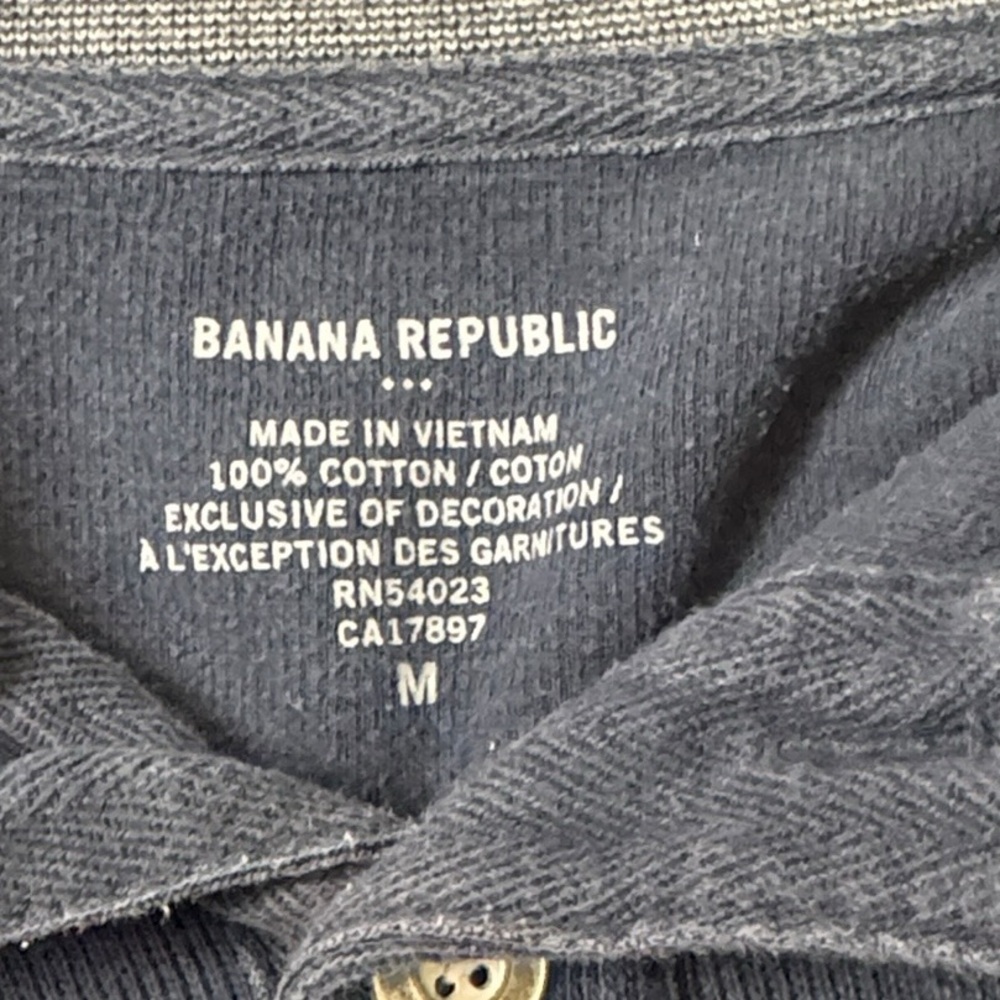 BANANA REPUBLIC
•••
MADE IN VIETNAM
100% COTTON / COTON
EXCLUSIVE OF DECORATION /
À L'EXCEPTION DES GARNITURES
RN54023
CA17897
M